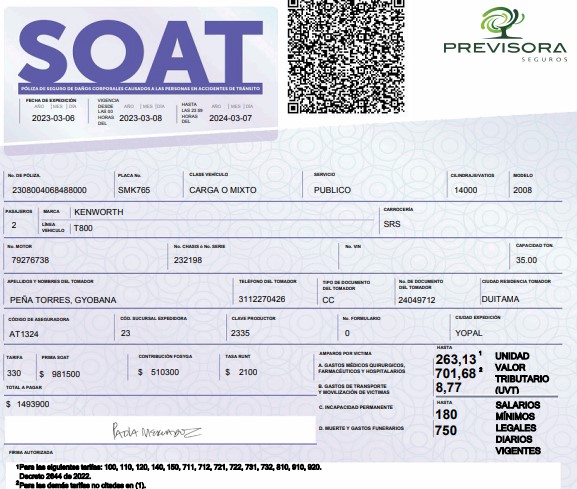 SOAT
PÓLIZA DE SEGURO DE DAÑOS CORPORALES CAUSADOS A LAS PERSONAS EN ACCIDENTES DE TRÁNSITO
FECHA DE EXPEDICIÓN
AÑO MES DÍA
2023-03-06
VIGENCIA DESDE LAS 00 HORAS DEL
AÑO MES DÍA
2023-03-08
HASTA LAS 23:59 HORAS DEL
AÑO MES DÍA
2024-03-07
PREVISORA
SEGUROS
No. DE PÓLIZA. PLACA No. CLASE VEHÍCULO SERVICIO CILINDRAJE/VATIOS MODELO
2308004068488000 SMK765 CARGA O MIXTO PUBLICO 14000 2008
PASAJEROS MARCA KENWORTH CARROCERÍA
2 LÍNEA VEHICULO T800 SRS
No. MOTOR No. CHASIS ó No. SERIE No. VIN CAPACIDAD TON.
79276738 232198 35.00
APELLIDOS Y NOMBRES DEL TOMADOR TELÉFONO DEL TOMADOR TIPO DE DOCUMENTO DEL TOMADOR No. DE DOCUMENTO DEL TOMADOR CIUDAD RESIDENCIA TOMADOR
PEÑA TORRES, GYOBANA 3112270426 CC 24049712 DUITAMA
CÓDIGO DE ASEGURADORA CÓD. SUCURSAL EXPEDIDORA CLAVE PRODUCTOR No. FORMULARIO CIUDAD EXPEDICIÓN
AT1324 23 2335 0 YOPAL
TARIFA PRIMA SOAT CONTRIBUCIÓN FOSYGA TASA RUNT
330 $ 981500 $ 510300 $ 2100
TOTAL A PAGAR
$ 1493900
FIRMA AUTORIZADA
AMPAROS POR VÍCTIMA
HASTA
A. GASTOS MÉDICOS QUIRURGICOS, FARMACÉUTICOS Y HOSPITALARIOS
263,13 1
701,68 2
B. GASTOS DE TRANSPORTE Y MOVILIZACIÓN DE VICTIMAS
8,77
UNIDAD VALOR TRIBUTARIO (UVT)
HASTA
C. INCAPACIDAD PERMANENTE
180
D. MUERTE Y GASTOS FUNERARIOS
750
SALARIOS MÍNIMOS LEGALES DIARIOS VIGENTES
1Para las siguientes tarifas: 100, 110, 120, 140, 150, 711, 712, 721, 722, 731, 732, 810, 910, 920.
Decreto 2644 de 2022.
2Para las demás tarifas no citadas en (1).